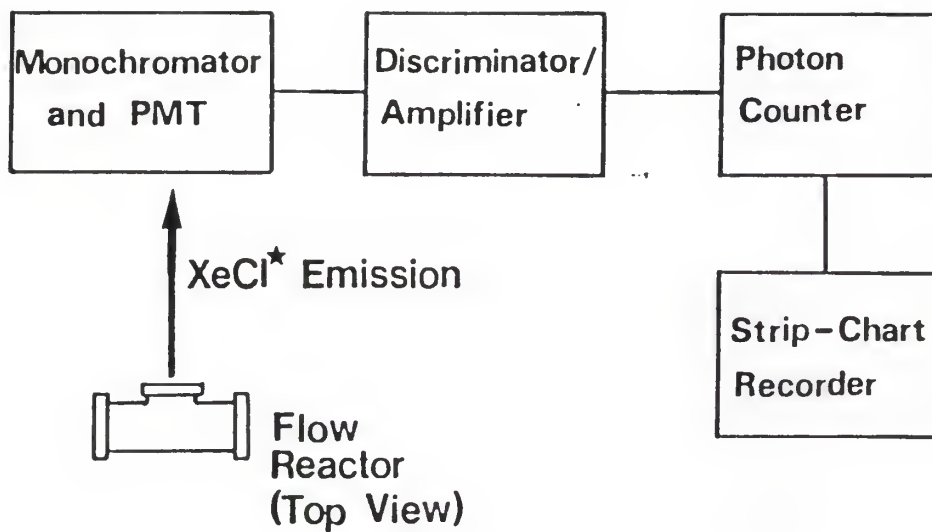 Monochromator
and PMT
Discriminator/
Amplifier
Photon
Counter
XeCl* Emission
Strip-Chart
Recorder
Flow
Reactor
(Top View)